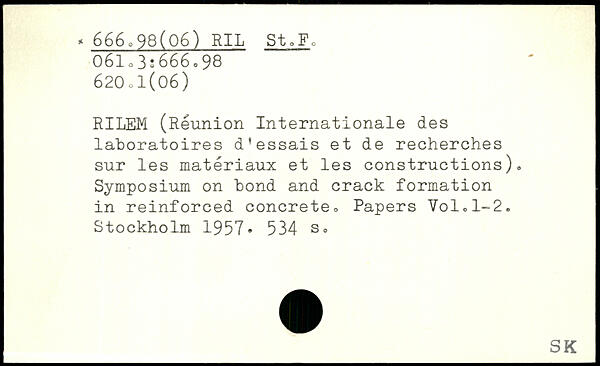 * 666.98(06) RIL St.F.
061.3:666.98
620.1(06)
RILEM (Réunion Internationale des
laboratoires d'essais et de recherches
sur les matériaux et les constructions).
Symposium on bond and crack formation
in reinforced concrete. Papers Vol.1-2.
Stockholm 1957. 534 s.
SK